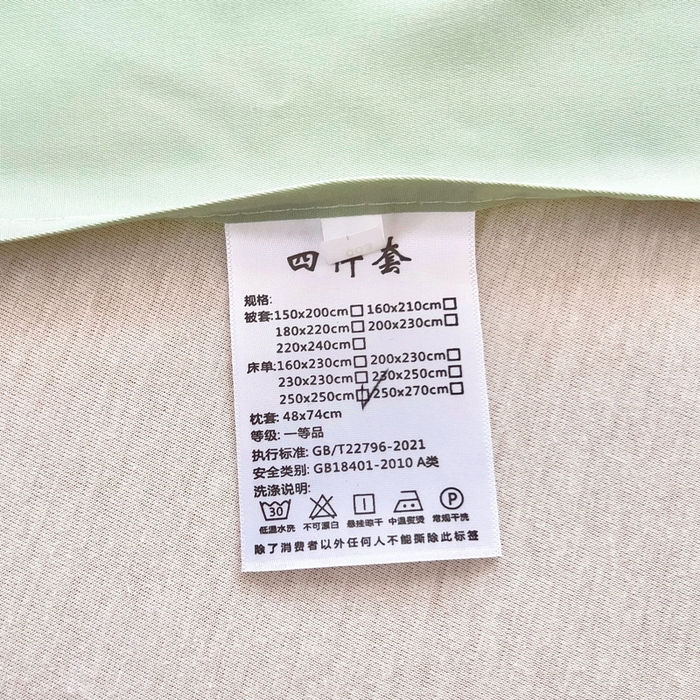 四件套
规格:
被套:150x200cm□ 160x210cm□
180x220cm□ 200x230cm□
220x240cm□
床单:160x230cm□ 200x230cm□
230x230cm□ 230x250cm□
250x250cm□ 250x270cm□
枕套: 48x74cm
等级: 一等品
执行标准: GB/T22796-2021
安全类别: GB18401-2010 A类
洗涤说明:
30 P
低温水洗 不可漂白 悬挂晾干 中温熨烫 常规干洗
除了消费者以外任何人不能撕除此标签